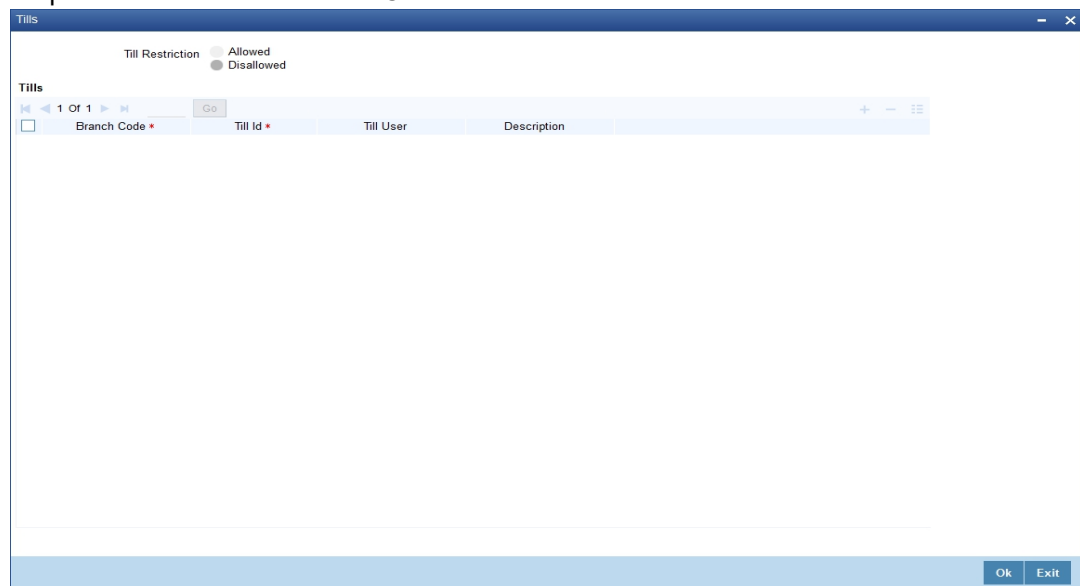 Tills
Till Restriction Allowed
Disallowed
Tills
1 Of 1 Go
Branch Code * Till Id * Till User Description
Ok Exit